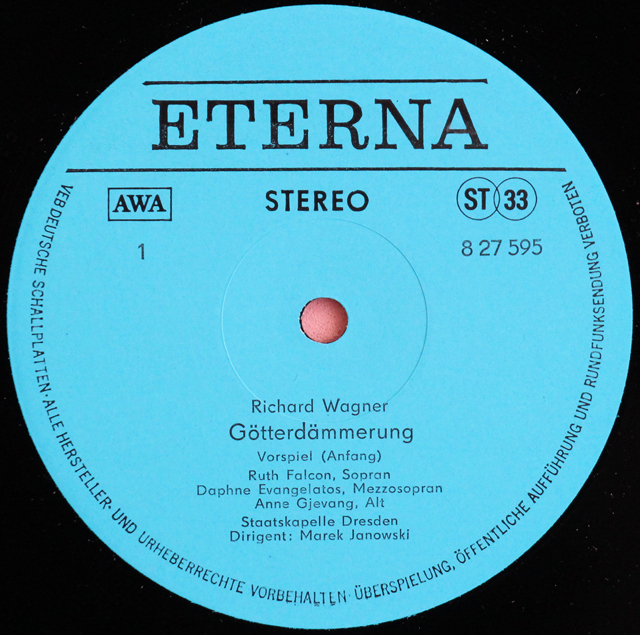 ETERNA
AWA
STEREO
ST 33
1
8 27 595
Richard Wagner
Götterdämmerung
Vorspiel (Anfang)
Ruth Falcon, Sopran
Daphne Evangelatos, Mezzosopran
Anne Gjevang, Alt
Staatskapelle Dresden
Dirigent: Marek Janowski
VEB DEUTSCHE SCHALLPLATTEN · ALLE HERSTELLER- UND URHEBERRECHTE VORBEHALTEN · ÜBERSPIELUNG, ÖFFENTLICHE AUFFÜHRUNG UND RUNDFUNKSENDUNG VERBOTEN